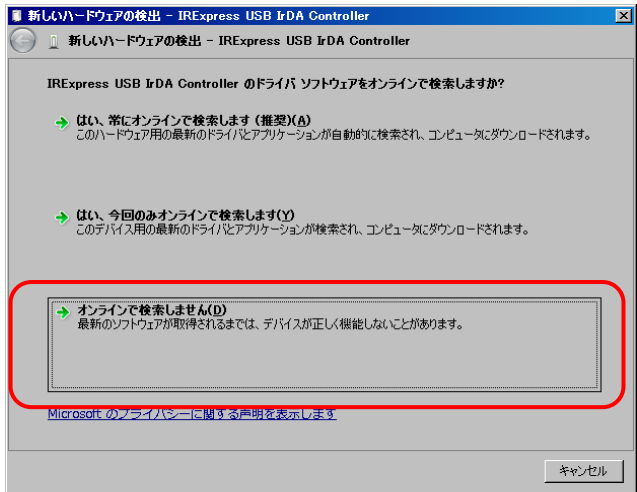 新しいハードウェアの検出 - IRExpress USB IrDA Controller
新しいハードウェアの検出 - IRExpress USB IrDA Controller
IRExpress USB IrDA Controller のドライバ ソフトウェアをオンラインで検索しますか?
はい、常にオンラインで検索します (推奨)(A)
このハードウェア用の最新のドライバとアプリケーションが自動的に検索され、コンピュータにダウンロードされます。
はい、今回のみオンラインで検索します(Y)
このデバイス用の最新のドライバとアプリケーションが検索され、コンピュータにダウンロードされます。
オンラインで検索しません(D)
最新のソフトウェアが取得されるまでは、デバイスが正しく機能しないことがあります。
Microsoft のプライバシーに関する声明を表示します
キャンセル